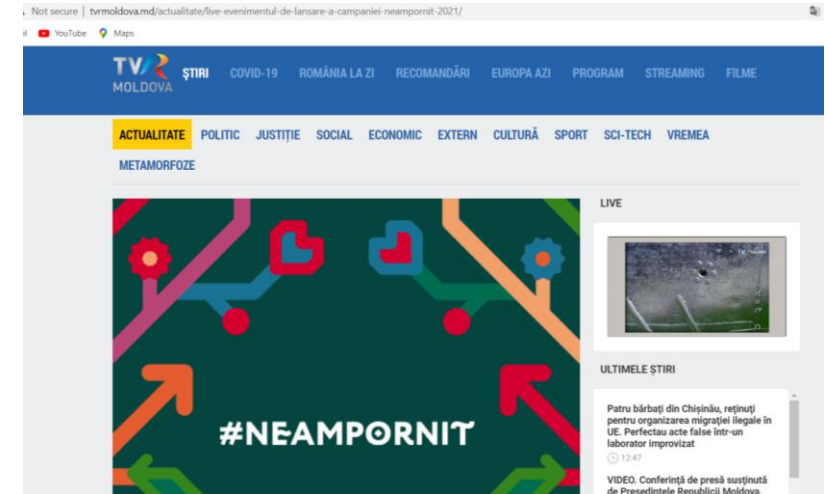 Not secure | tvrmoldova.md/actualitate/live-evenimentul-de-lansare-a-campaniei-neampornit-2021/
YouTube Maps
TVR MOLDOVA
ȘTIRI COVID-19 ROMÂNIA LA ZI RECOMANDĂRI EUROPA AZI PROGRAM STREAMING FILME
ACTUALITATE POLITIC JUSTIȚIE SOCIAL ECONOMIC EXTERN CULTURĂ SPORT SCI-TECH VREMEA
METAMORFOZE
LIVE
#NEAMPORNIT
ULTIMELE ȘTIRI
Patru bărbați din Chișinău, reținuți
pentru organizarea migrației ilegale în
UE. Perfectau acte false într-un
laborator improvizat
12:47
VIDEO. Conferință de presă susținută
de Președintele Republicii Moldova